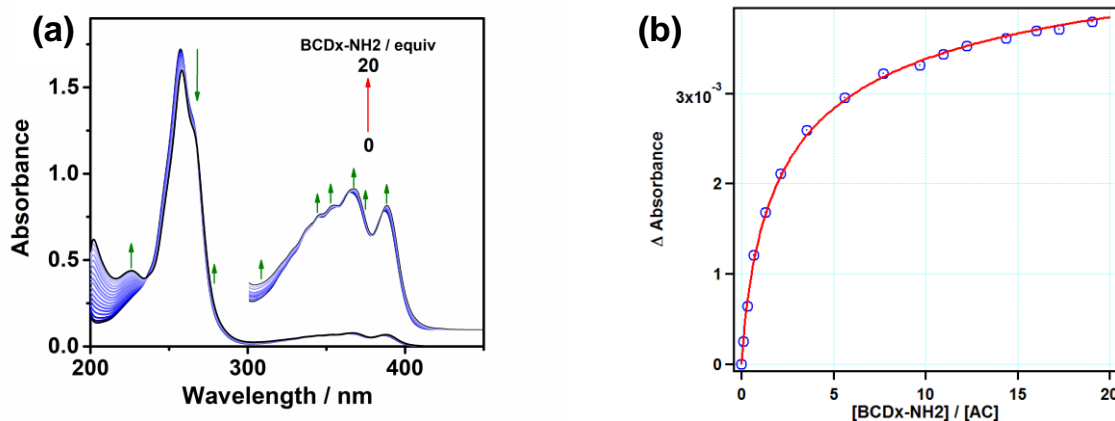 (a)
BCDx-NH2 / equiv
20
0
1.5
1.0
0.5
0.0
200
300
400
Absorbance
Wavelength / nm
(b)
3x10⁻³
2
1
0
0
5
10
15
20
Δ Absorbance
[BCDx-NH2] / [AC]